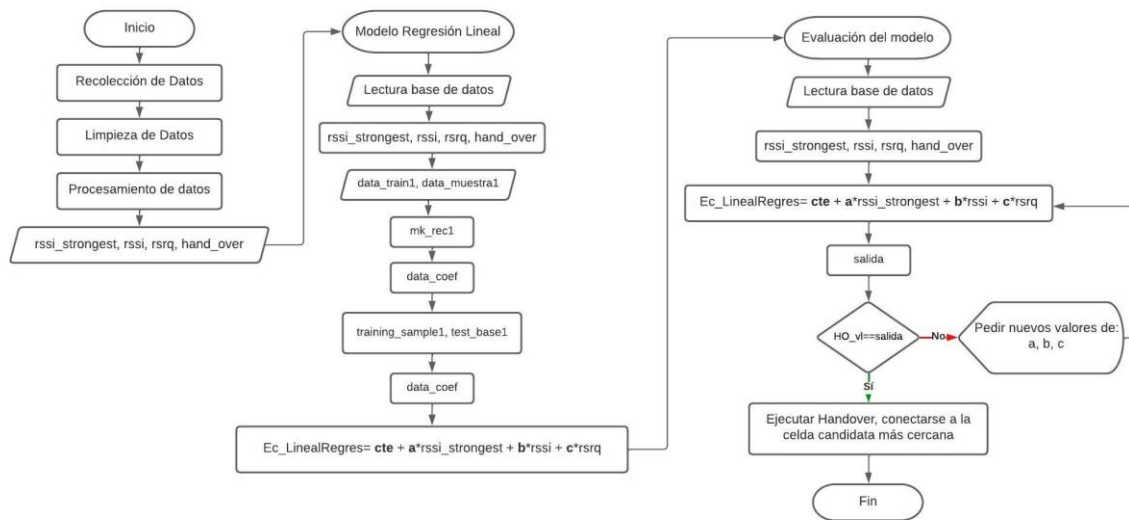 Inicio
Recolección de Datos
Limpieza de Datos
Procesamiento de datos
rssi_strongest, rssi, rsrq, hand_over
Modelo Regresión Lineal
Lectura base de datos
rssi_strongest, rssi, rsrq, hand_over
data_train1, data_muestra1
mk_rec1
data_coef
training_sample1, test_base1
data_coef
Ec_LinealRegres= cte + a*rssi_strongest + b*rssi + c*rsrq
Evaluación del modelo
Lectura base de datos
rssi_strongest, rssi, rsrq, hand_over
Ec_LinealRegres= cte + a*rssi_strongest + b*rssi + c*rsrq
salida
HO_vl==salida
No
Pedir nuevos valores de:
a, b, c
Sí
Ejecutar Handover, conectarse a la
celda candidata más cercana
Fin